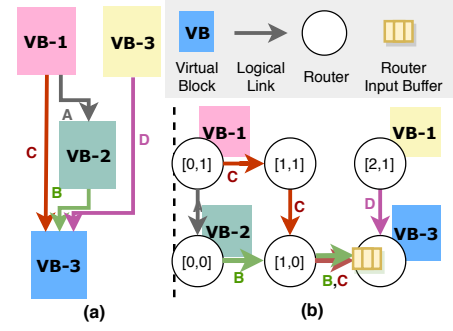 VB-1
VB-3
A
C
D
VB-2
B
VB-3
(a)
VB
Virtual
Block
Logical
Link
Router
Router
Input Buffer
VB-1
VB-1
[0,1]
C
[1,1]
[2,1]
A
C
D
VB-2
VB-3
[0,0]
B
[1,0]
B,C
(b)